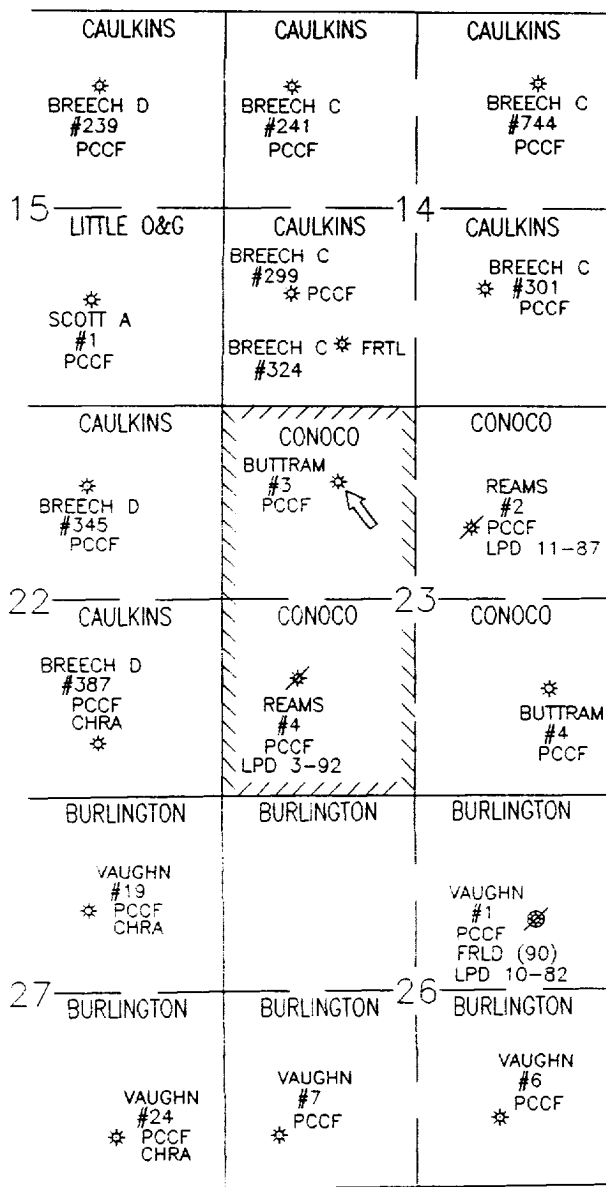 CAULKINS
BREECH D
#239
PCCF
CAULKINS
BREECH C
#241
PCCF
CAULKINS
BREECH C
#744
PCCF
15
14
LITTLE O&G
SCOTT A
#1
PCCF
CAULKINS
BREECH C
#299
PCCF
BREECH C
#324
FRTL
CAULKINS
BREECH C
#301
PCCF
CAULKINS
BREECH D
#345
PCCF
CONOCO
BUTTRAM
#3
PCCF
CONOCO
REAMS
#2
PCCF
LPD 11-87
22
23
CAULKINS
BREECH D
#387
PCCF
CHRA
CONOCO
REAMS
#4
PCCF
LPD 3-92
CONOCO
BUTTRAM
#4
PCCF
BURLINGTON
VAUGHN
#19
PCCF
CHRA
BURLINGTON
BURLINGTON
VAUGHN
#1
PCCF
FRLD (90)
LPD 10-82
27
26
BURLINGTON
VAUGHN
#24
PCCF
CHRA
BURLINGTON
VAUGHN
#7
PCCF
BURLINGTON
VAUGHN
#6
PCCF